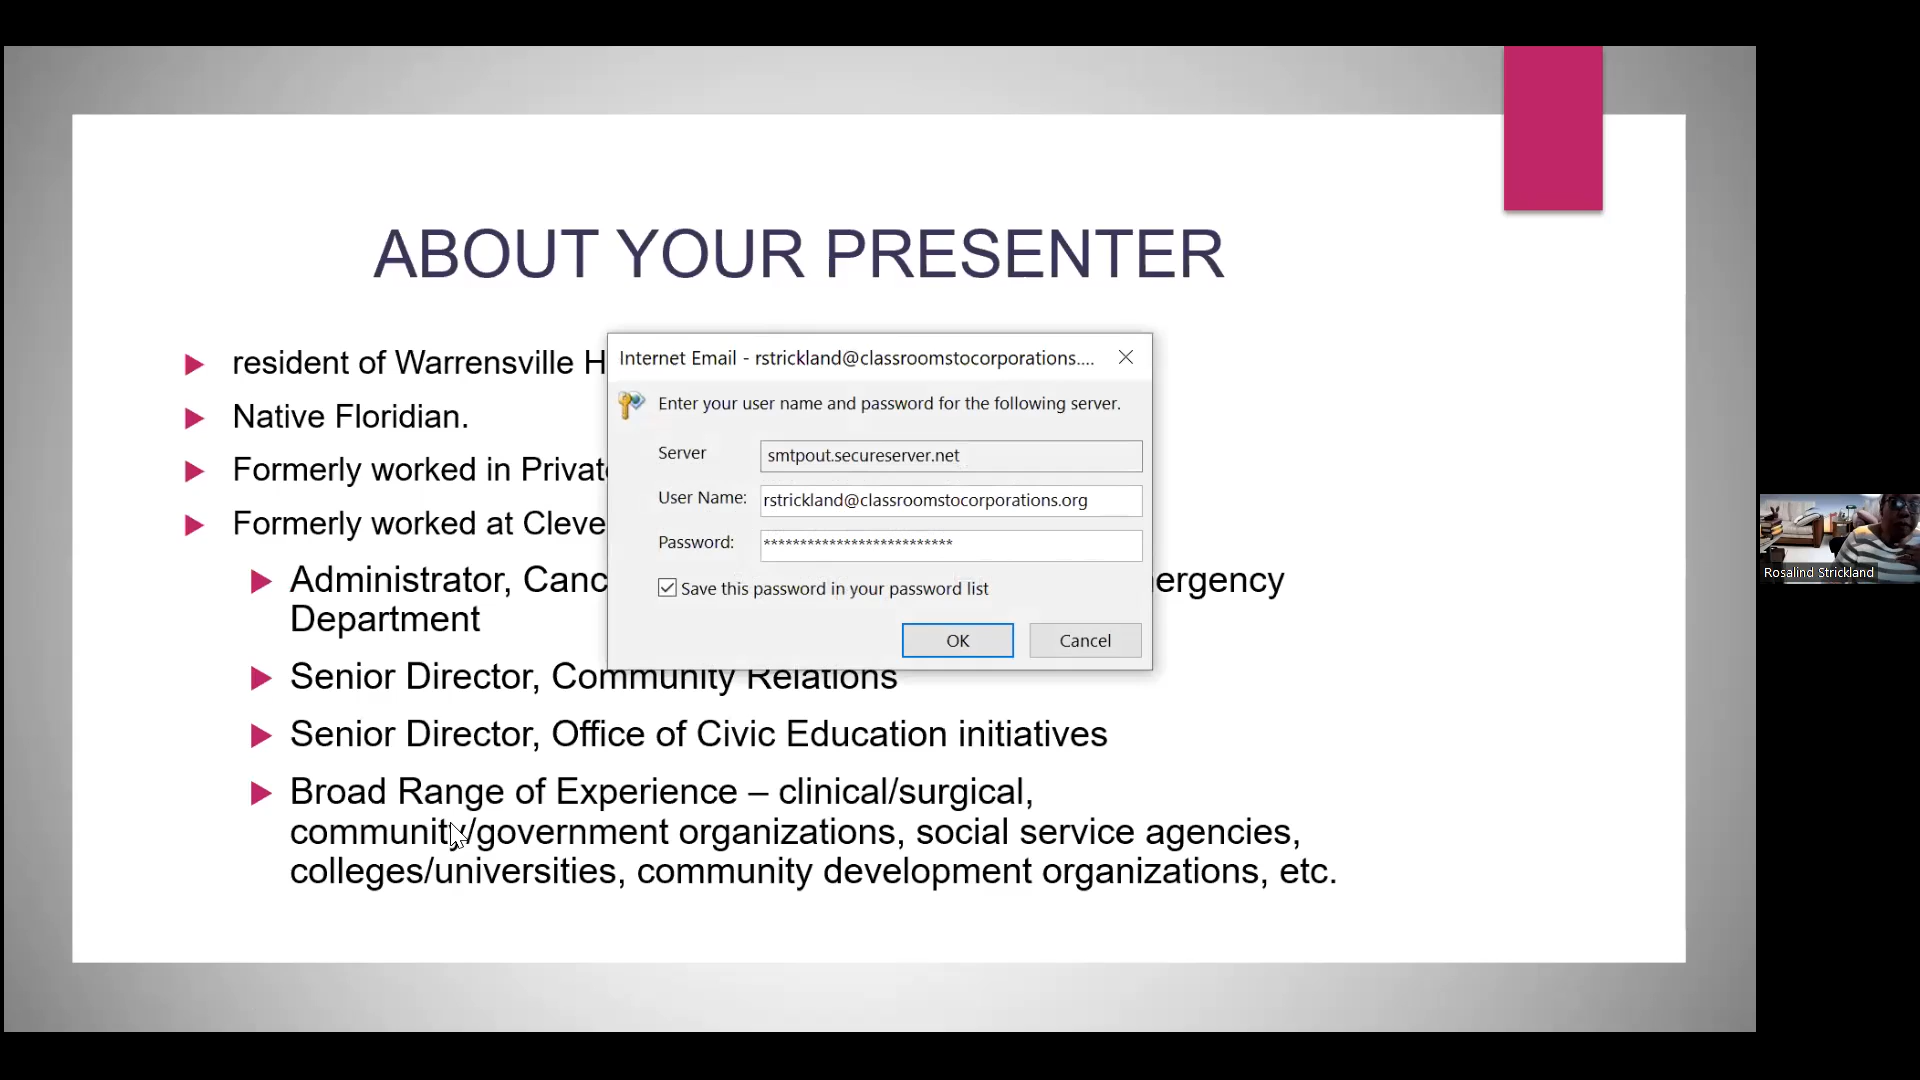 ABOUT YOUR PRESENTER
resident of Warrensville H
Native Floridian.
Formerly worked in Privat
Formerly worked at Cleve
Administrator, Canc
ergency
Department
Senior Director, Community Relations
Senior Director, Office of Civic Education initiatives
Broad Range of Experience – clinical/surgical,
community/government organizations, social service agencies,
colleges/universities, community development organizations, etc.
Internet Email - rstrickland@classroomstocorporations....
Enter your user name and password for the following server.
Server
smtpout.secureserver.net
User Name:
rstrickland@classroomstocorporations.org
Password:
**************************
Save this password in your password list
OK
Cancel
Rosalind Strickland